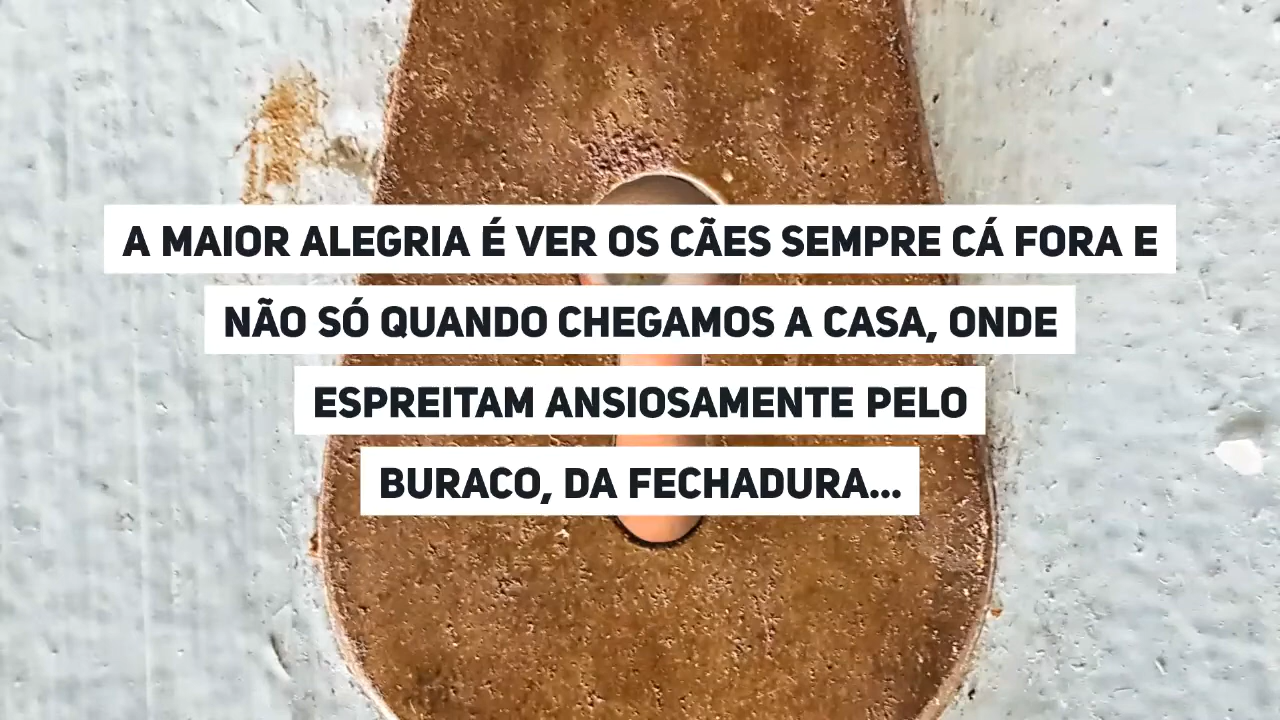 A MAIOR ALEGRIA É VER OS CÃES SEMPRE CÁ FORA E
NÃO SÓ QUANDO CHEGAMOS A CASA, ONDE
ESPREITAM ANSIOSAMENTE PELO
BURACO, DA FECHADURA...